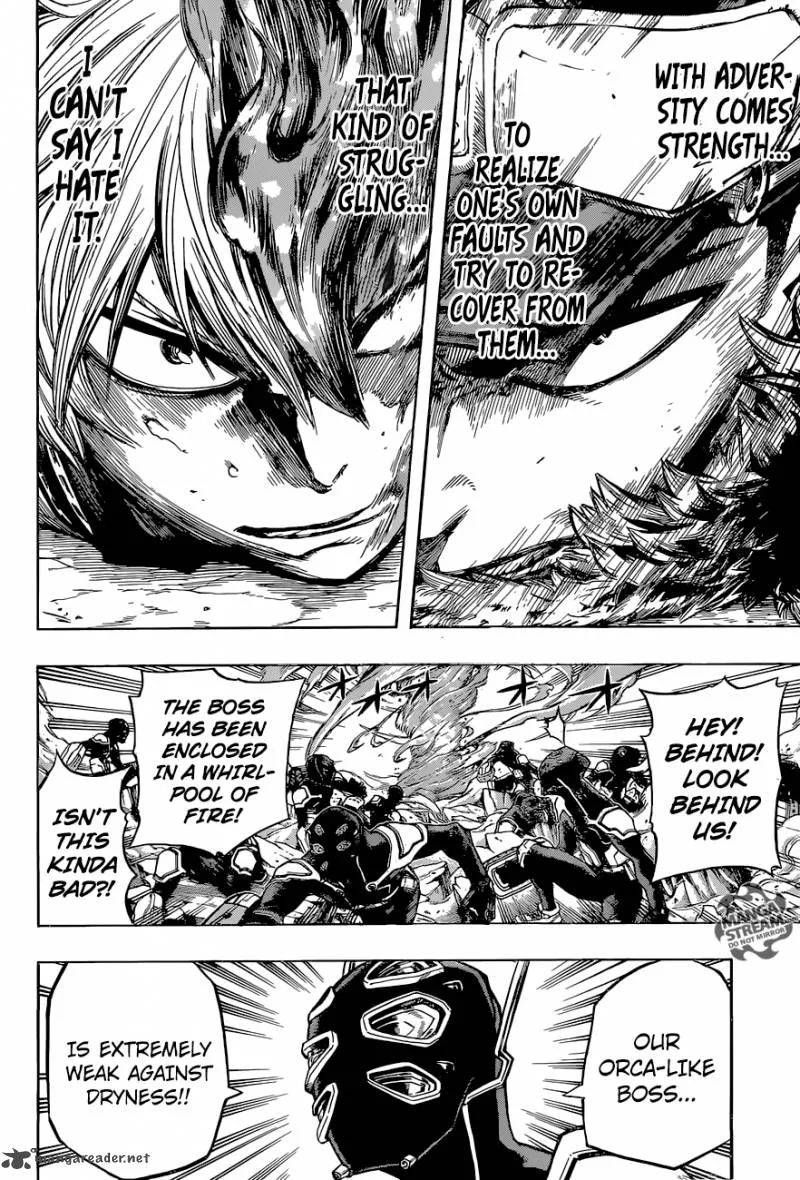 WITH ADVER-
SITY COMES
STRENGTH...
TO
REALIZE
ONE'S OWN
FAULTS AND
TRY TO RE-
COVER FROM
THEM...
THAT
KIND OF
STRUG-
GLING...
I
CAN'T
SAY I
HATE
IT.
HEY!
BEHIND!
LOOK
BEHIND
US!
THE BOSS
HAS BEEN
ENCLOSED
IN A WHIRL-
POOL OF
FIRE!
ISN'T
THIS
KINDA
BAD?!
MANGA
STREAM
DO NOT MIRROR
OUR
ORCA-LIKE
BOSS...
IS EXTREMELY
WEAK AGAINST
DRYNESS!!
mangareader.net